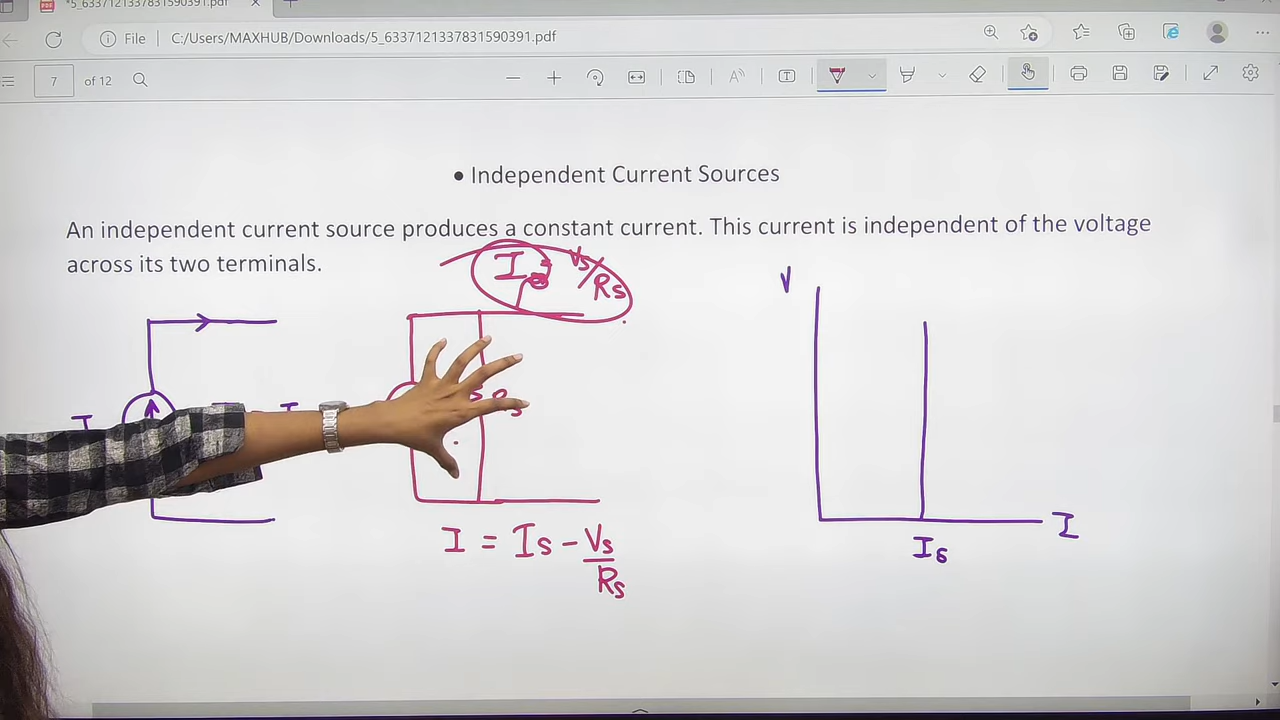 *5_6337121337831590391.pdf
File | C:/Users/MAXHUB/Downloads/5_6337121337831590391.pdf
7 of 12
• Independent Current Sources
An independent current source produces a constant current. This current is independent of the voltage
across its two terminals.
I Vs/Rs
V
Rs
I = Is - Vs/Rs
I
Is